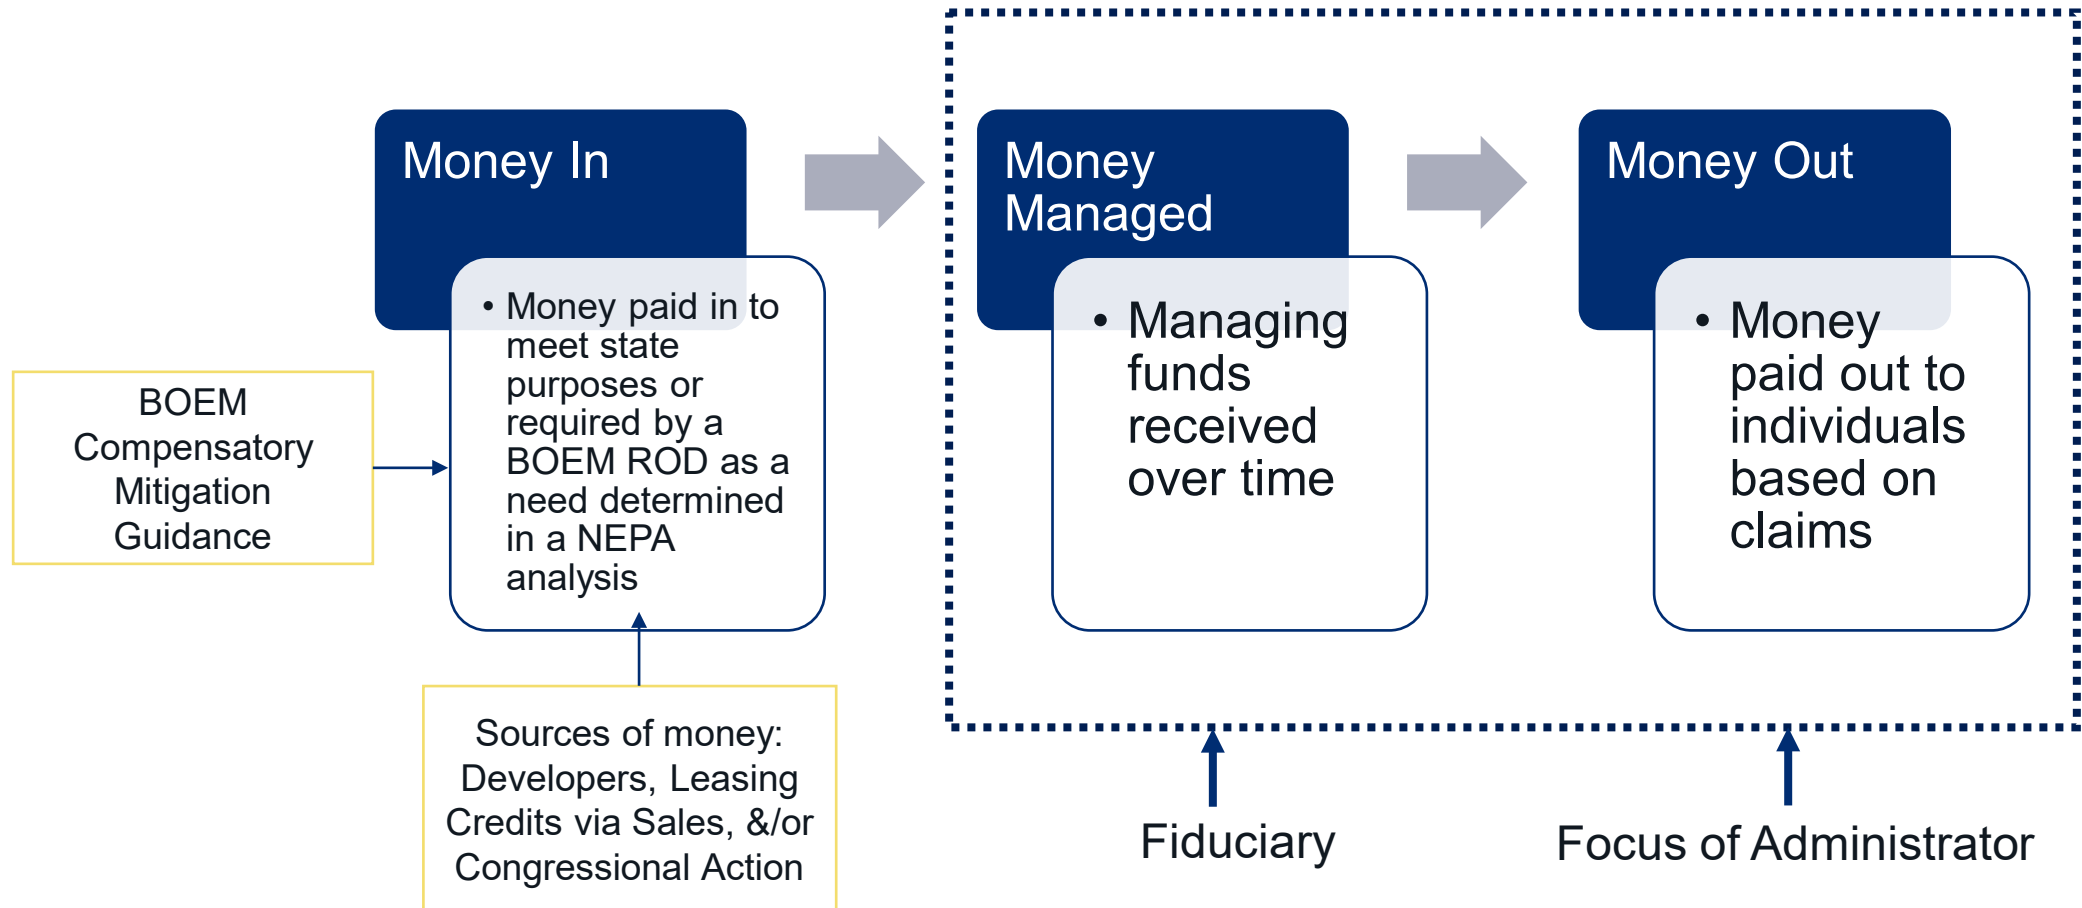 Money In
• Money paid in to
meet state
purposes or
required by a
BOEM ROD as a
need determined
in a NEPA
analysis
BOEM
Compensatory
Mitigation
Guidance
Sources of money:
Developers, Leasing
Credits via Sales, &/or
Congressional Action
Money
Managed
• Managing
funds
received
over time
Money Out
• Money
paid out to
individuals
based on
claims
Fiduciary
Focus of Administrator